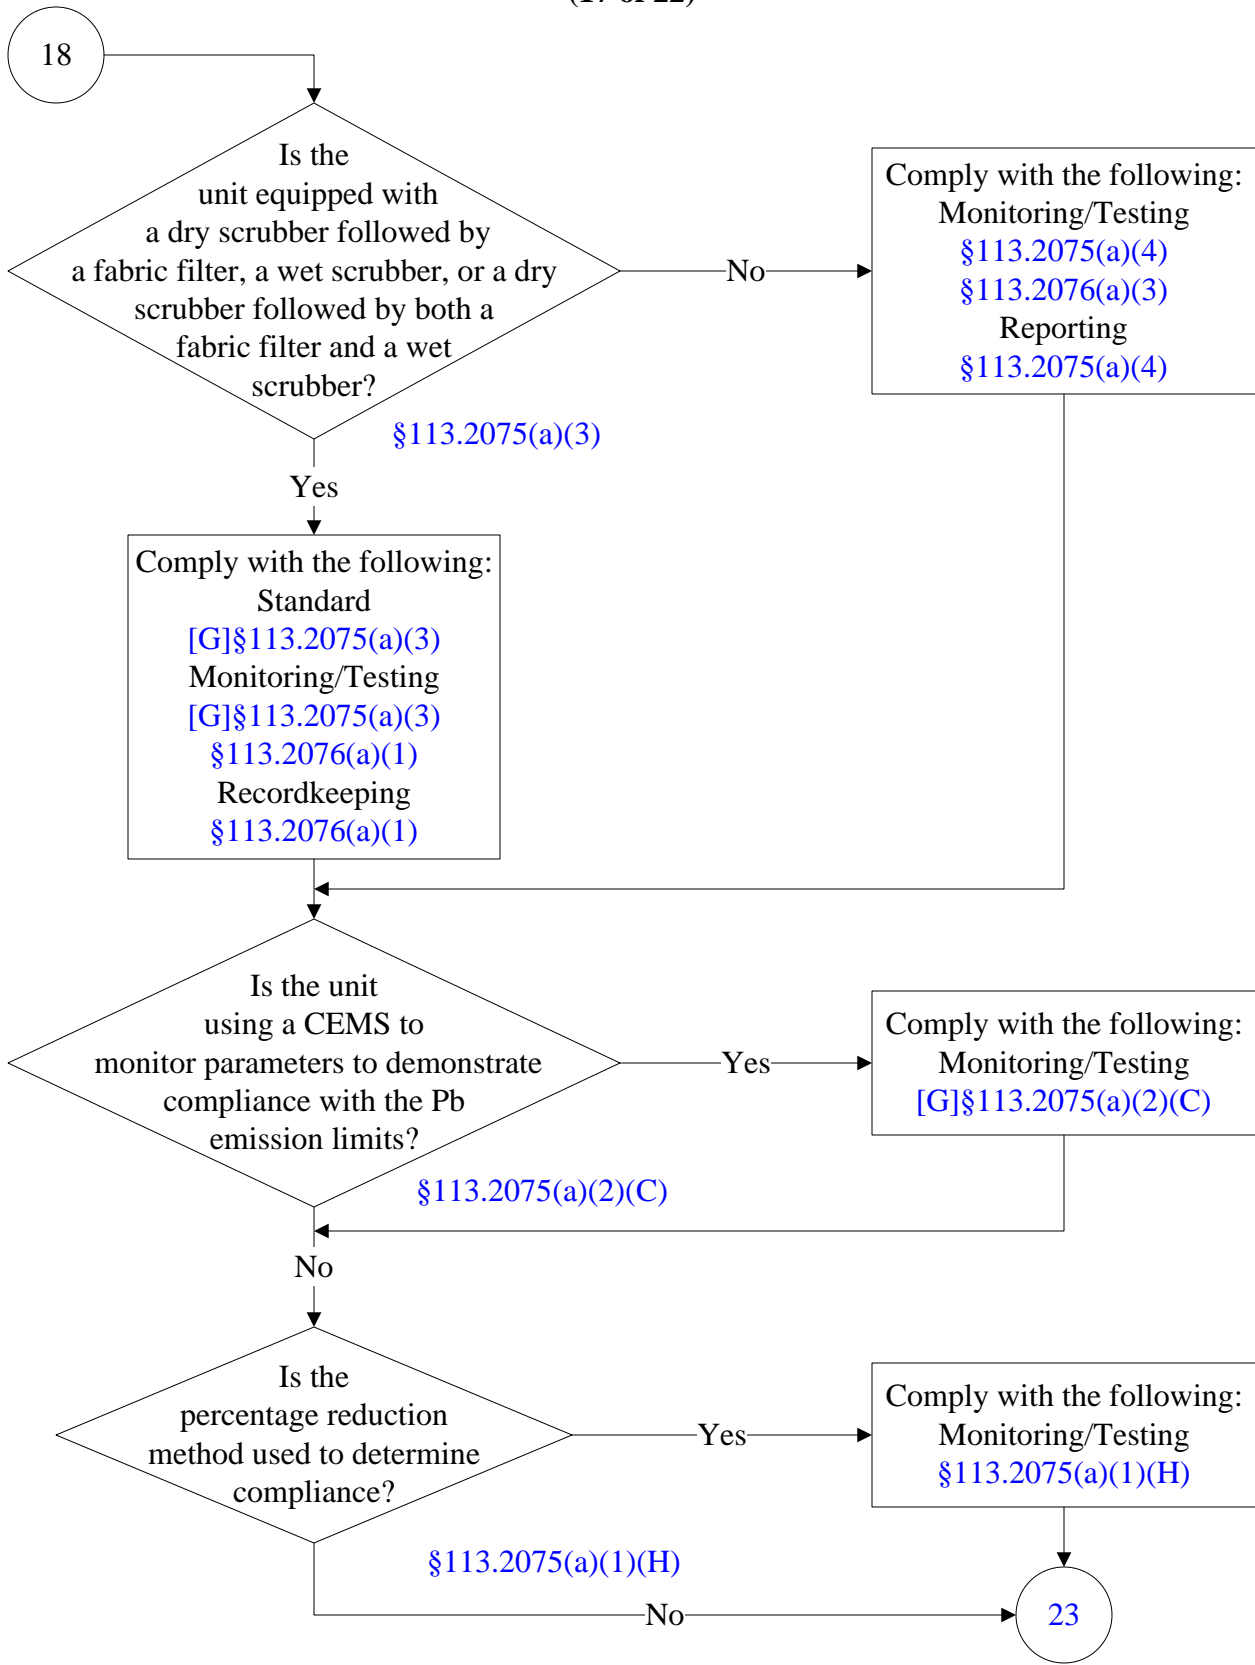 (17 of 22)
18
Is the
unit equipped with
a dry scrubber followed by
a fabric filter, a wet scrubber, or a dry
scrubber followed by both a
fabric filter and a wet
scrubber?
No
Comply with the following:
Monitoring/Testing
§113.2075(a)(4)
§113.2076(a)(3)
Reporting
§113.2075(a)(4)
§113.2075(a)(3)
Yes
Comply with the following:
Standard
[G]§113.2075(a)(3)
Monitoring/Testing
[G]§113.2075(a)(3)
§113.2076(a)(1)
Recordkeeping
§113.2076(a)(1)
Is the unit
using a CEMS to
monitor parameters to demonstrate
compliance with the Pb
emission limits?
Yes
Comply with the following:
Monitoring/Testing
[G]§113.2075(a)(2)(C)
§113.2075(a)(2)(C)
No
Is the
percentage reduction
method used to determine
compliance?
Yes
Comply with the following:
Monitoring/Testing
§113.2075(a)(1)(H)
§113.2075(a)(1)(H)
No
23